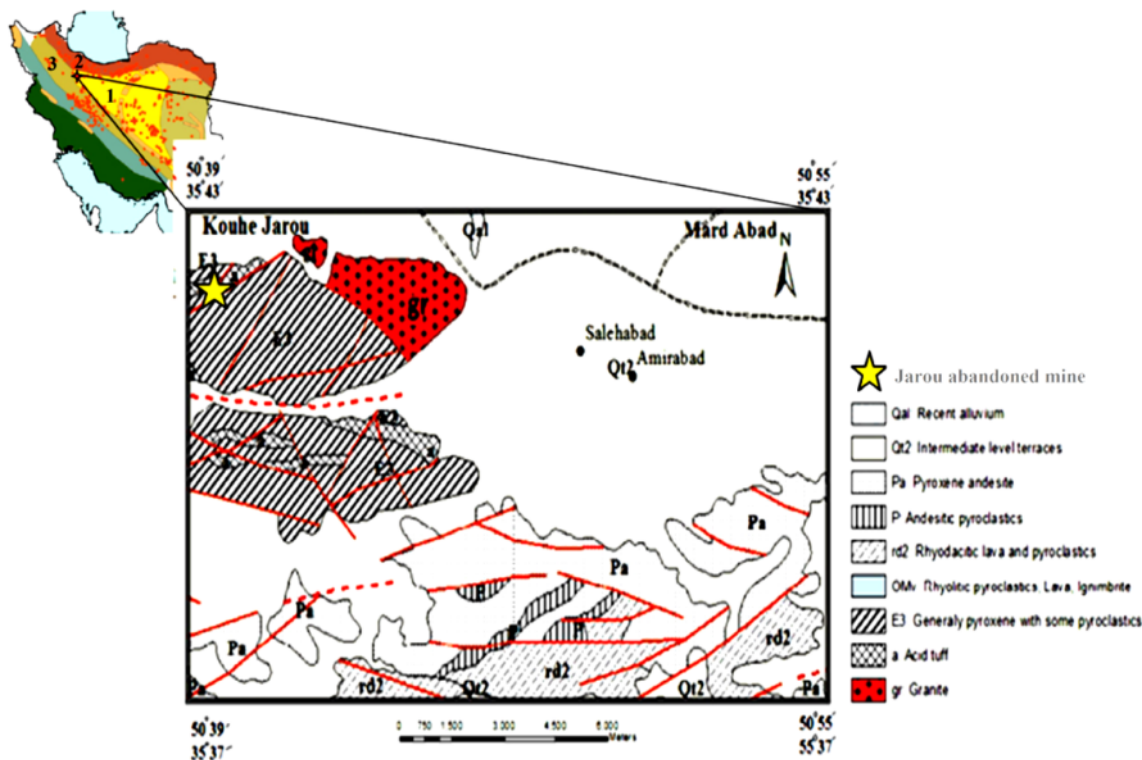 3
2
1
50°39′
35°43′
50°55′
35°43′
Kouhe Jarou
Qal
Mard Abad
N
E3
a
gr
E3
Salehabad
Qt2 Amirabad
a
a
a
a
Pa
Pa
P
Pa
Pa
P
P
rd2
rd2
Qt2
rd2
Qt2
Pa
Pa
50°39′
35°37′
50°55′
55°37′
0 750 1.500 3.000 4.500 6.000
Meters
Jarou abandoned mine
Qal Recent alluvium
Qt2 Intermediate level terraces
Pa Pyroxene andesite
P Andesitic pyroclastics
rd2 Rhyodacitic lava and pyroclastics
OMv Rhyolitic pyroclastics, Lava, Ignimbrite
E3 Generaly pyroxene with some pyroclastics
a Acid tuff
gr Granite